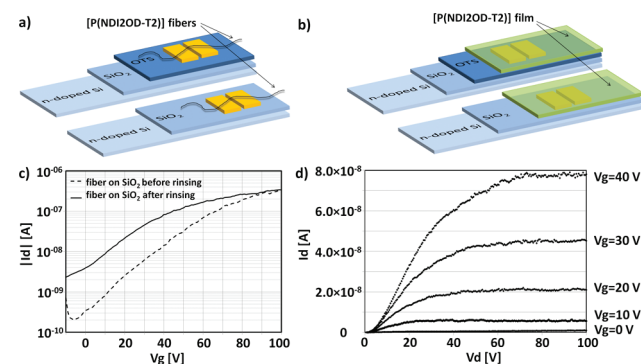 a)
[P(NDI2OD-T2)] fibers
OTS
SiO₂
n-doped Si
SiO₂
n-doped Si
b)
[P(NDI2OD-T2)] film
OTS
SiO₂
n-doped Si
SiO₂
n-doped Si
c)
10⁻⁰⁶
10⁻⁰⁷
10⁻⁰⁸
10⁻⁰⁹
10⁻¹⁰
|Id| [A]
fiber on SiO₂ before rinsing
fiber on SiO₂ after rinsing
0 20 40 60 80 100
Vg [V]
d)
8.0×10⁻⁸
6.0×10⁻⁸
4.0×10⁻⁸
2.0×10⁻⁸
0
Id [A]
Vg=40 V
Vg=30 V
Vg=20 V
Vg=10 V
Vg=0 V
0 20 40 60 80 100
Vd [V]